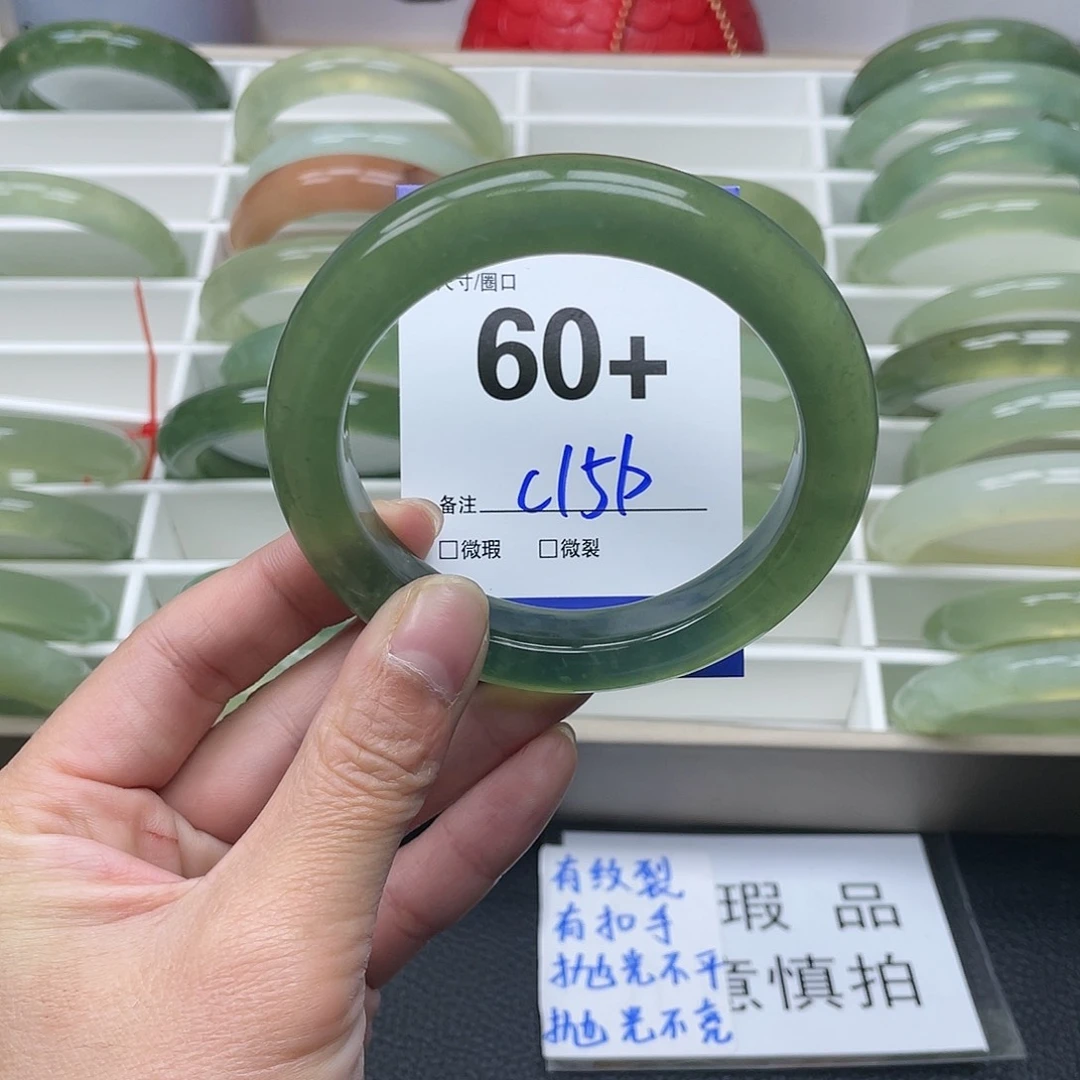 寸/圈口
60+
备注 c15b
□微瑕 □微裂
有纹裂
有扣手
抛光不平
抛光不亮
瑕 品
意慎拍